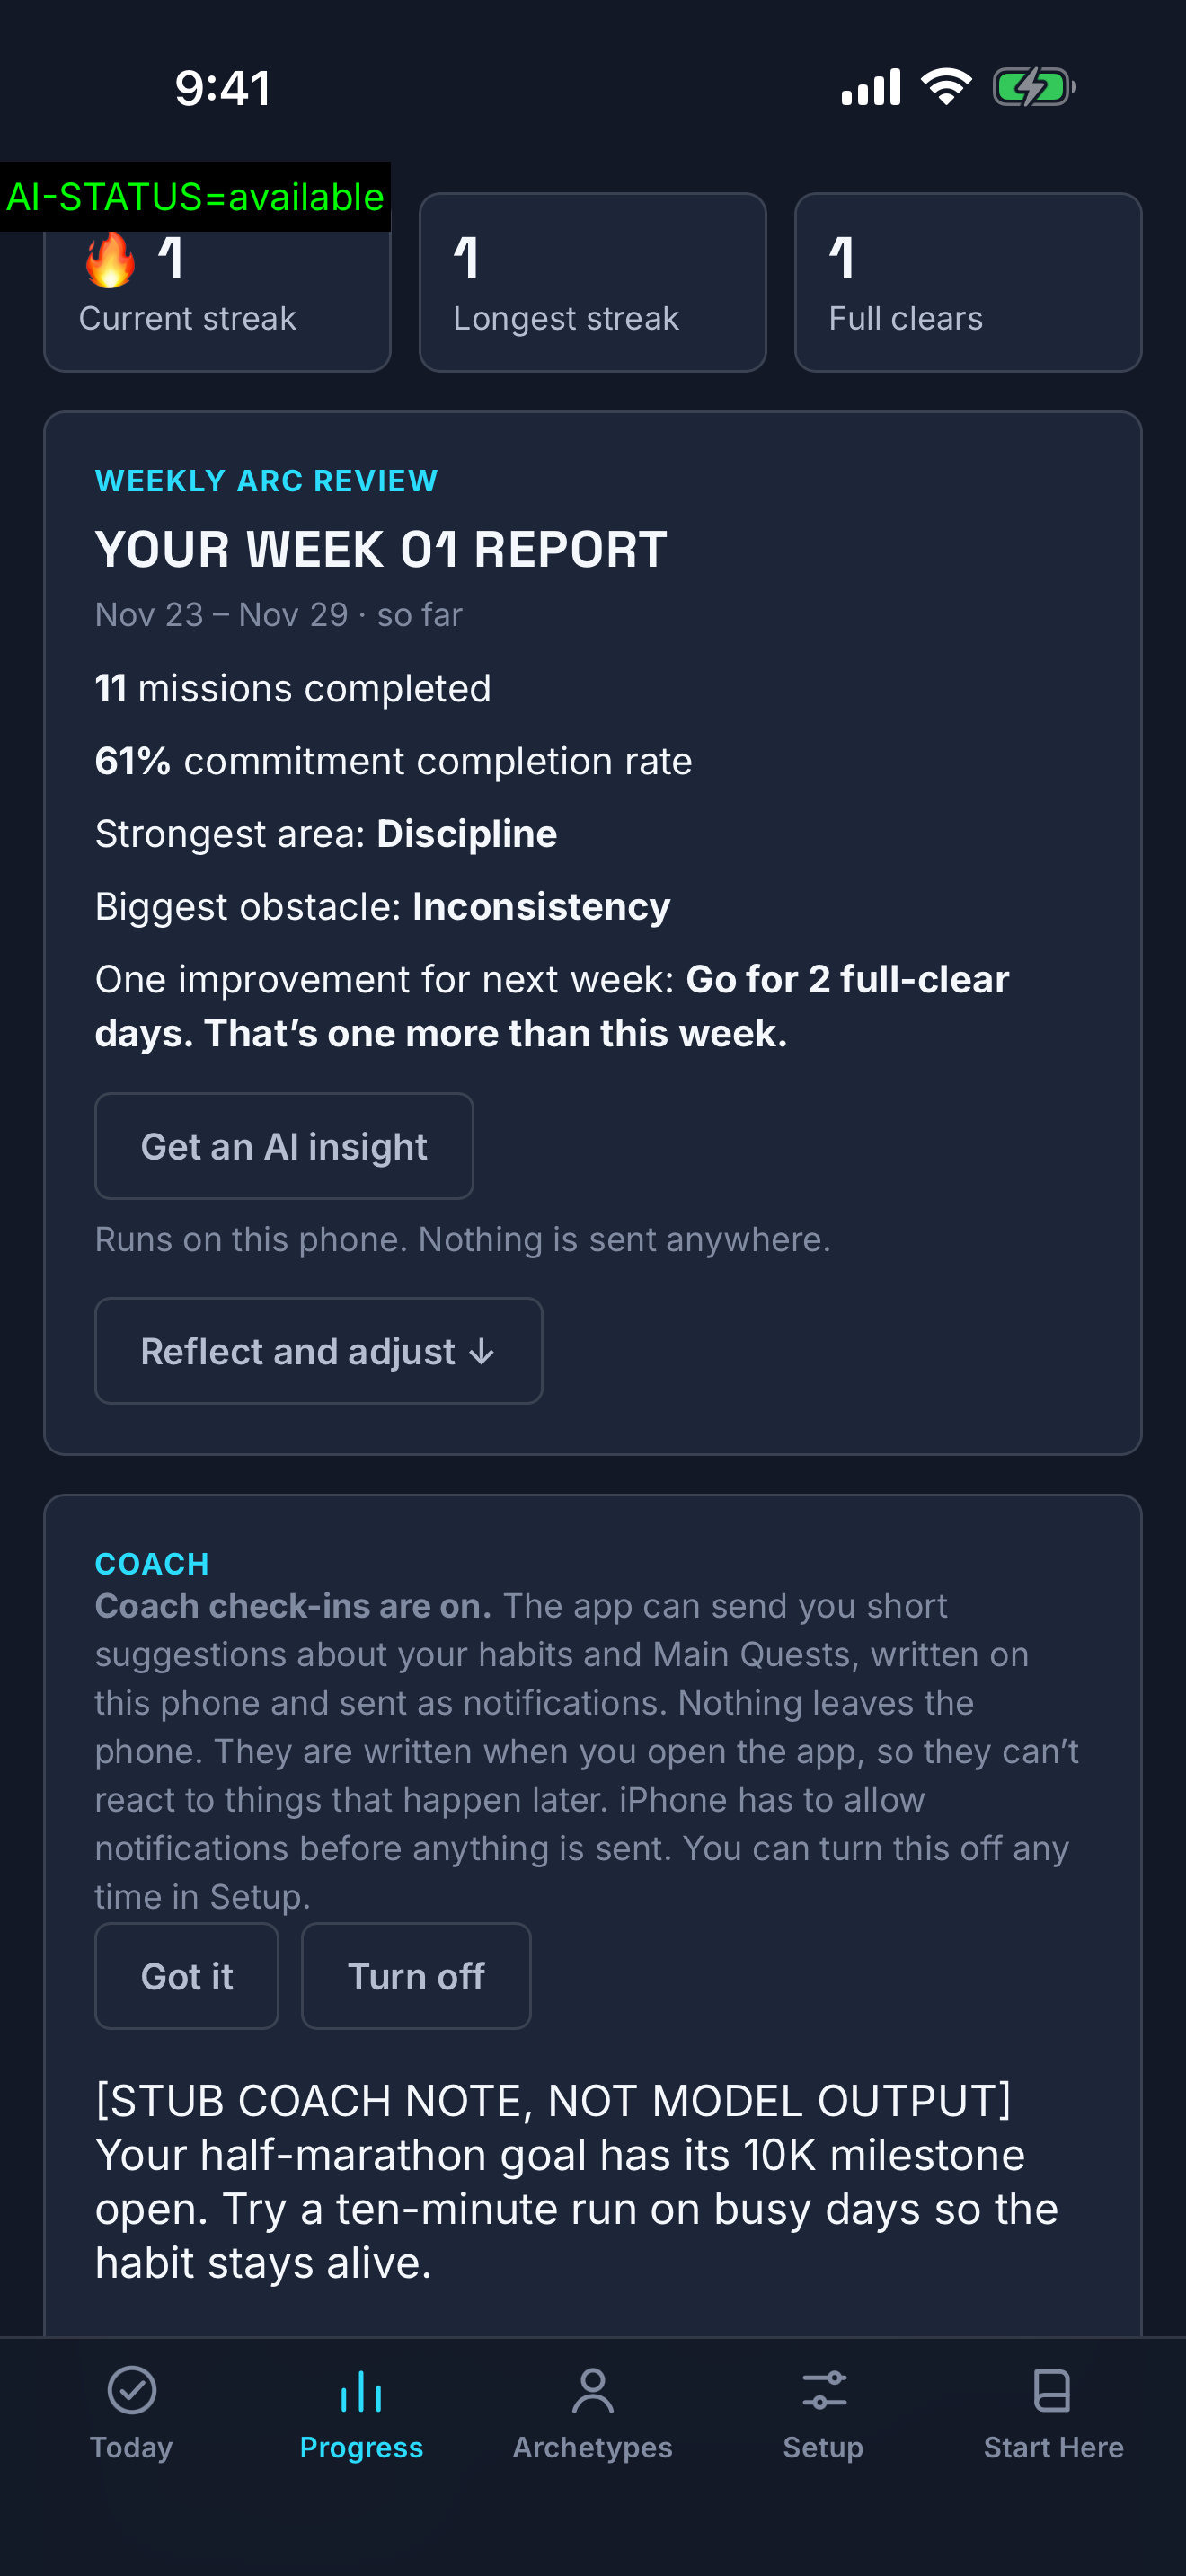 9:41
AI-STATUS=available
🔥 1
Current streak
1
Longest streak
1
Full clears
WEEKLY ARC REVIEW
YOUR WEEK 01 REPORT
Nov 23 – Nov 29 · so far
11 missions completed
61% commitment completion rate
Strongest area: Discipline
Biggest obstacle: Inconsistency
One improvement for next week: Go for 2 full-clear
days. That’s one more than this week.
Get an AI insight
Runs on this phone. Nothing is sent anywhere.
Reflect and adjust ↓
COACH
Coach check-ins are on. The app can send you short
suggestions about your habits and Main Quests, written on
this phone and sent as notifications. Nothing leaves the
phone. They are written when you open the app, so they can’t
react to things that happen later. iPhone has to allow
notifications before anything is sent. You can turn this off any
time in Setup.
Got it
Turn off
[STUB COACH NOTE, NOT MODEL OUTPUT]
Your half-marathon goal has its 10K milestone
open. Try a ten-minute run on busy days so the
habit stays alive.
Today
Progress
Archetypes
Setup
Start Here